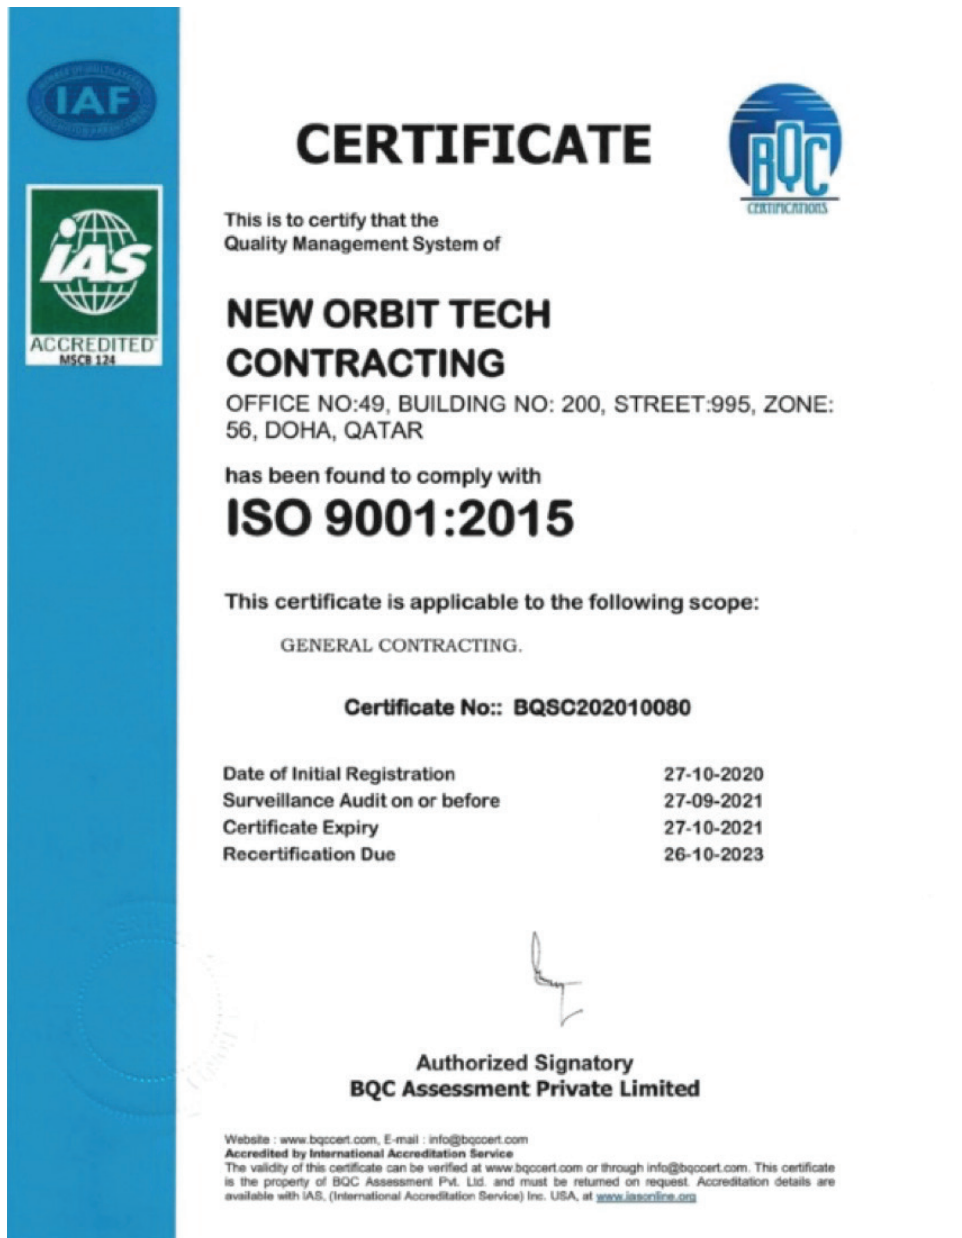 IAF
CERTIFICATE
BQC
CERTIFICATIONS
iAS
ACCREDITED
MSCB 124
This is to certify that the
Quality Management System of
NEW ORBIT TECH
CONTRACTING
OFFICE NO:49, BUILDING NO: 200, STREET:995, ZONE:
56, DOHA, QATAR
has been found to comply with
ISO 9001:2015
This certificate is applicable to the following scope:
GENERAL CONTRACTING.
Certificate No:: BQSC202010080
Date of Initial Registration 27-10-2020
Surveillance Audit on or before 27-09-2021
Certificate Expiry 27-10-2021
Recertification Due 26-10-2023
Authorized Signatory
BQC Assessment Private Limited
Website : www.bqccert.com, E-mail : info@bqccert.com
Accredited by International Accreditation Service
The validity of this certificate can be verified at www.bqccert.com or through info@bqccert.com. This certificate
is the property of BQC Assessment Pvt. Ltd. and must be returned on request. Accreditation details are
available with IAS, (International Accreditation Service) Inc. USA, at www.iasonline.org